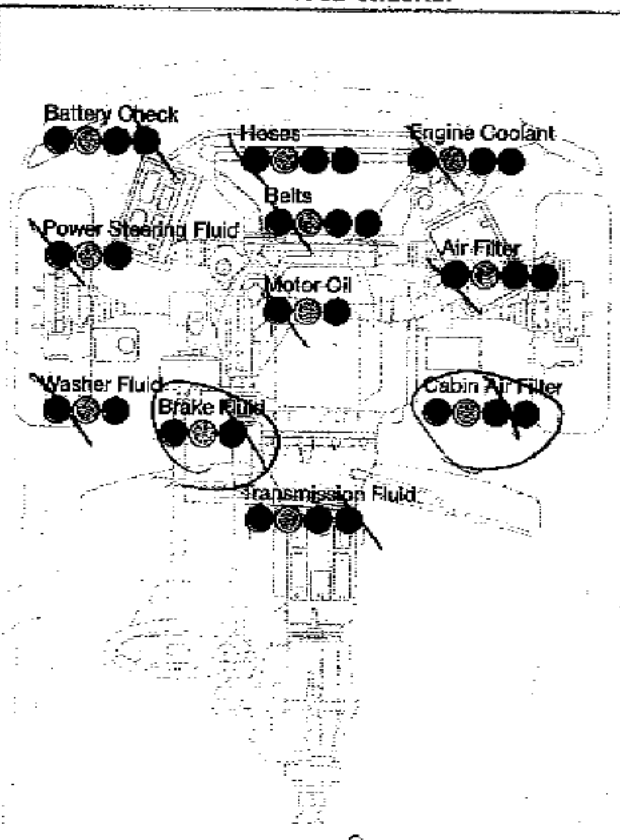 Battery Check
Hoses
Engine Coolant
Belts
Power Steering Fluid
Air Filter
Motor Oil
Washer Fluid
Brake Fluid
Cabin Air Filter
Transmission Fluid